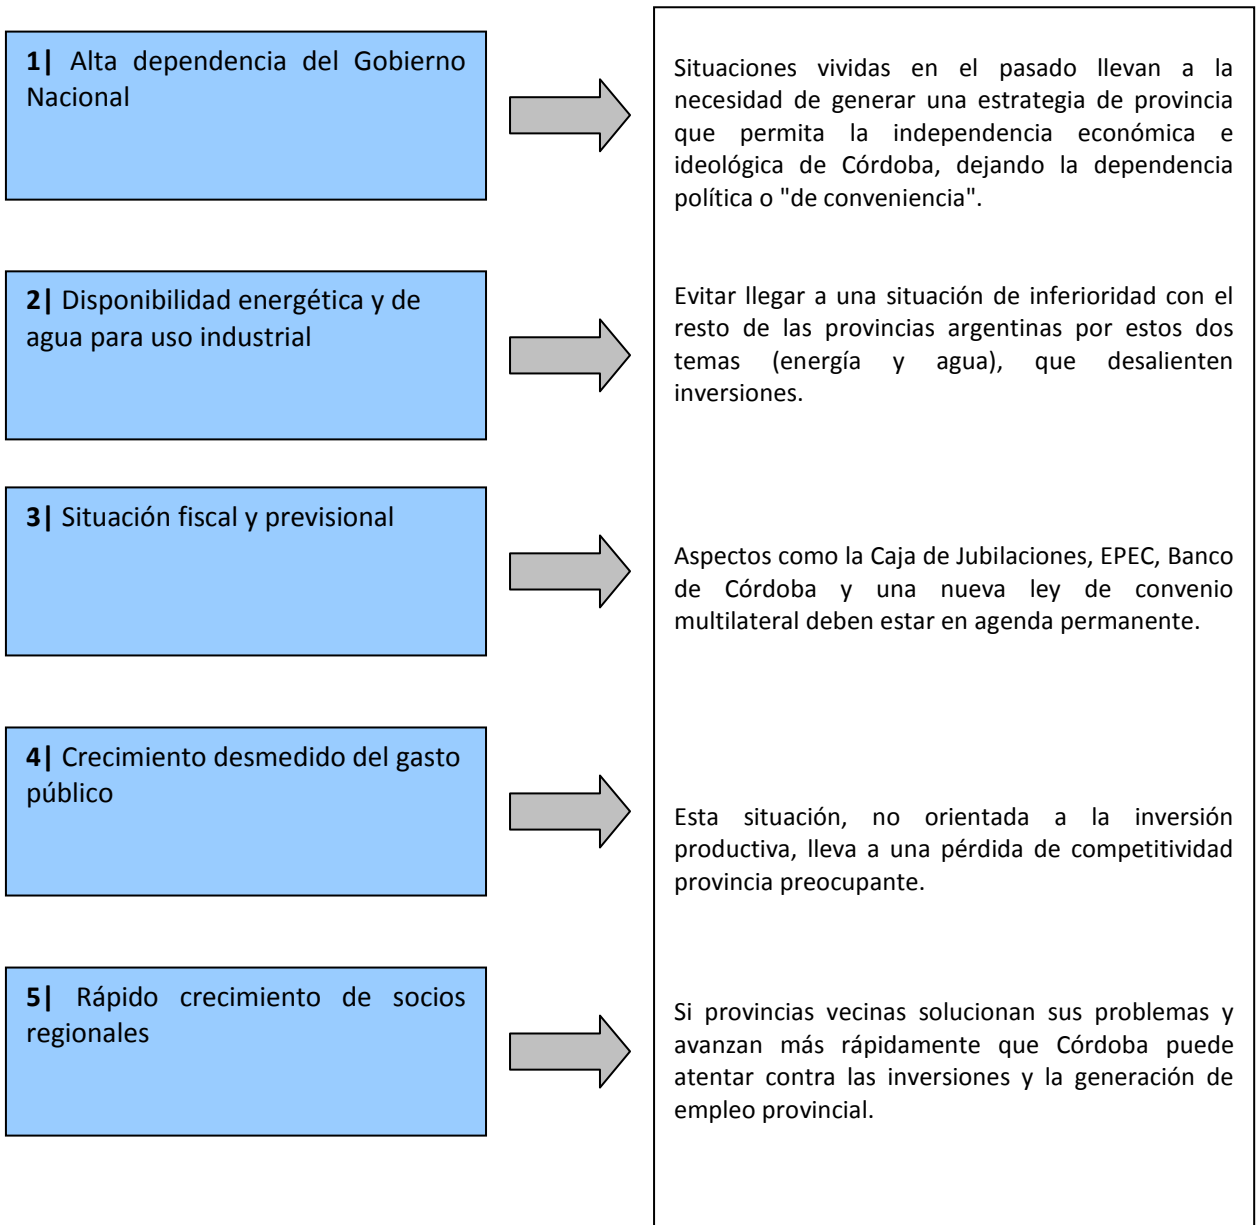 1| Alta dependencia del Gobierno
Nacional
Situaciones vividas en el pasado llevan a la
necesidad de generar una estrategia de provincia
que permita la independencia económica e
ideológica de Córdoba, dejando la dependencia
política o "de conveniencia".
2| Disponibilidad energética y de
agua para uso industrial
Evitar llegar a una situación de inferioridad con el
resto de las provincias argentinas por estos dos
temas (energía y agua), que desalienten
inversiones.
3| Situación fiscal y previsional
Aspectos como la Caja de Jubilaciones, EPEC, Banco
de Córdoba y una nueva ley de convenio
multilateral deben estar en agenda permanente.
4| Crecimiento desmedido del gasto
público
Esta situación, no orientada a la inversión
productiva, lleva a una pérdida de competitividad
provincia preocupante.
5| Rápido crecimiento de socios
regionales
Si provincias vecinas solucionan sus problemas y
avanzan más rápidamente que Córdoba puede
atentar contra las inversiones y la generación de
empleo provincial.